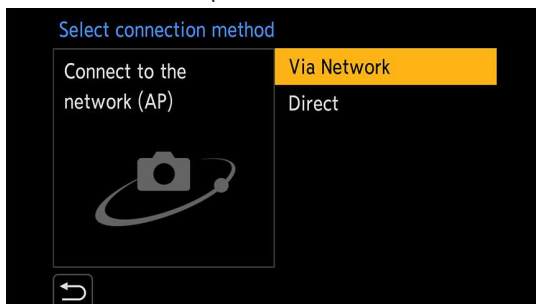 Select connection method
Connect to the
network (AP)
Via Network
Direct